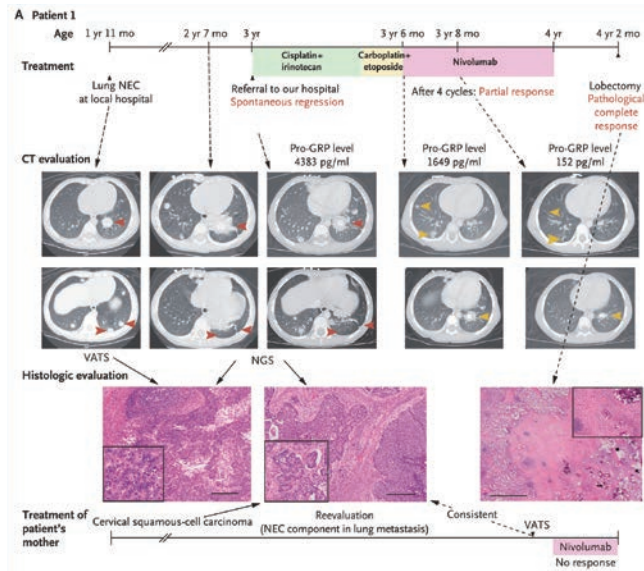 A Patient 1
Age 1 yr 11 mo 2 yr 7 mo 3 yr 3 yr 6 mo 3 yr 8 mo 4 yr 4 yr 2 mo
Treatment
Cisplatin+
irinotecan
Carboplatin+
etoposide
Nivolumab
Lung NEC
at local hospital
Referral to our hospital
Spontaneous regression
After 4 cycles: Partial response
Lobectomy
Pathological
complete
response
CT evaluation
Pro-GRP level
4383 pg/ml
Pro-GRP level
1649 pg/ml
Pro-GRP level
152 pg/ml
VATS
NGS
Histologic evaluation
Treatment of
patient's
mother
Cervical squamous-cell carcinoma
Reevaluation
(NEC component in lung metastasis)
Consistent
VATS
Nivolumab
No response